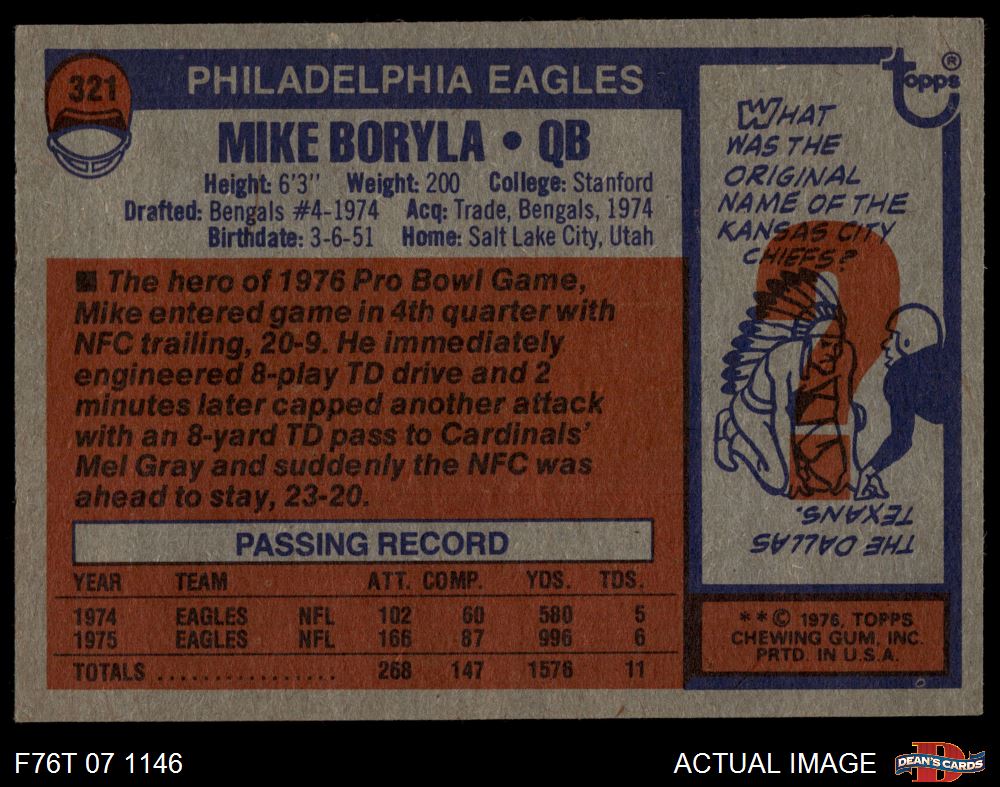 321
PHILADELPHIA EAGLES
MIKE BORYLA • QB
Height: 6'3" Weight: 200 College: Stanford
Drafted: Bengals #4-1974 Acq: Trade, Bengals, 1974
Birthdate: 3-6-51 Home: Salt Lake City, Utah
■ The hero of 1976 Pro Bowl Game,
Mike entered game in 4th quarter with
NFC trailing, 20-9. He immediately
engineered 8-play TD drive and 2
minutes later capped another attack
with an 8-yard TD pass to Cardinals'
Mel Gray and suddenly the NFC was
ahead to stay, 23-20.
PASSING RECORD
YEAR TEAM ATT. COMP. YDS. TDS.
1974 EAGLES NFL 102 60 580 5
1975 EAGLES NFL 166 87 996 6
TOTALS ................. 268 147 1576 11
topps ®
WHAT
WAS THE
ORIGINAL
NAME OF THE
KANSAS CITY
CHIEFS?
?
THE DALLAS
TEXANS.
**© 1976, TOPPS
CHEWING GUM, INC.
PRTD. IN U.S.A.
F76T 07 1146
ACTUAL IMAGE
D
DEAN'S CARDS